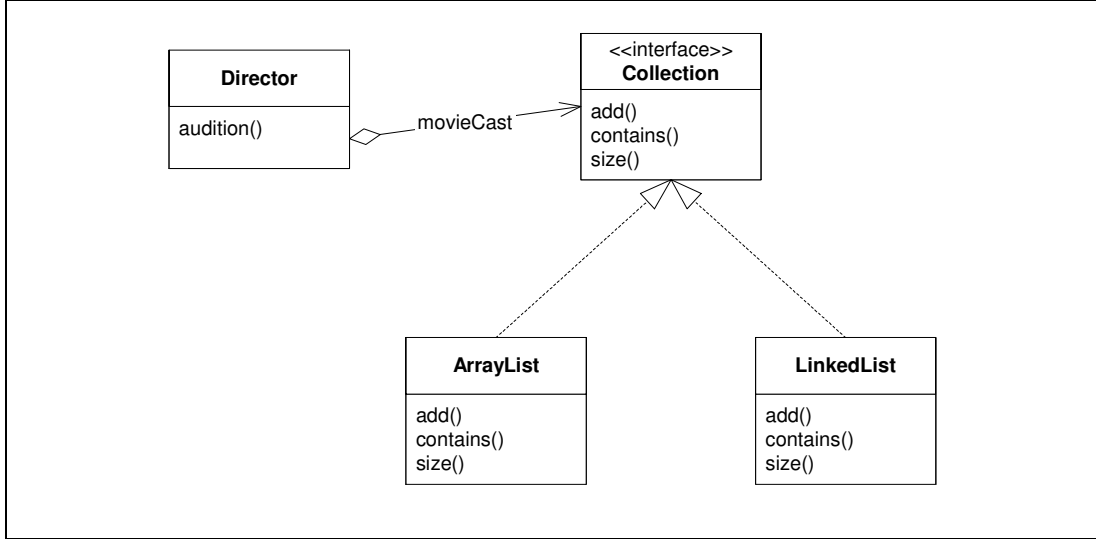 Director
audition()
movieCast
<<interface>>
Collection
add()
contains()
size()
ArrayList
add()
contains()
size()
LinkedList
add()
contains()
size()